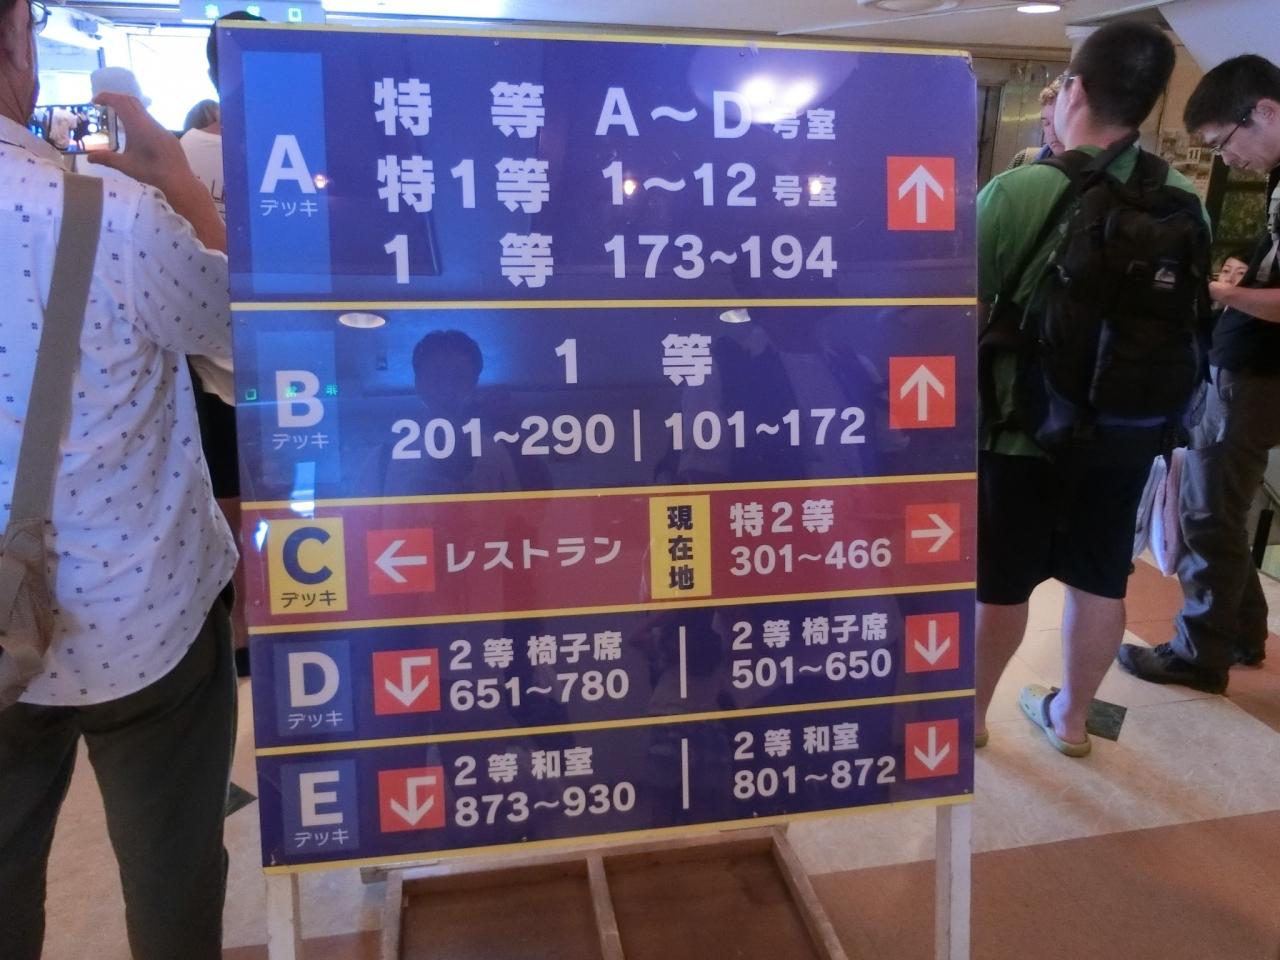 A
デッキ
特 等 A～D号室
特1等 1～12号室
1 等 173～194
B
デッキ
1 等
201～290 | 101～172
C
デッキ
← レストラン
現在地
特2等
301～466 →
D
デッキ
2等 椅子席
651～780
2等 椅子席
501～650
E
デッキ
2等 和室
873～930
2等 和室
801～872